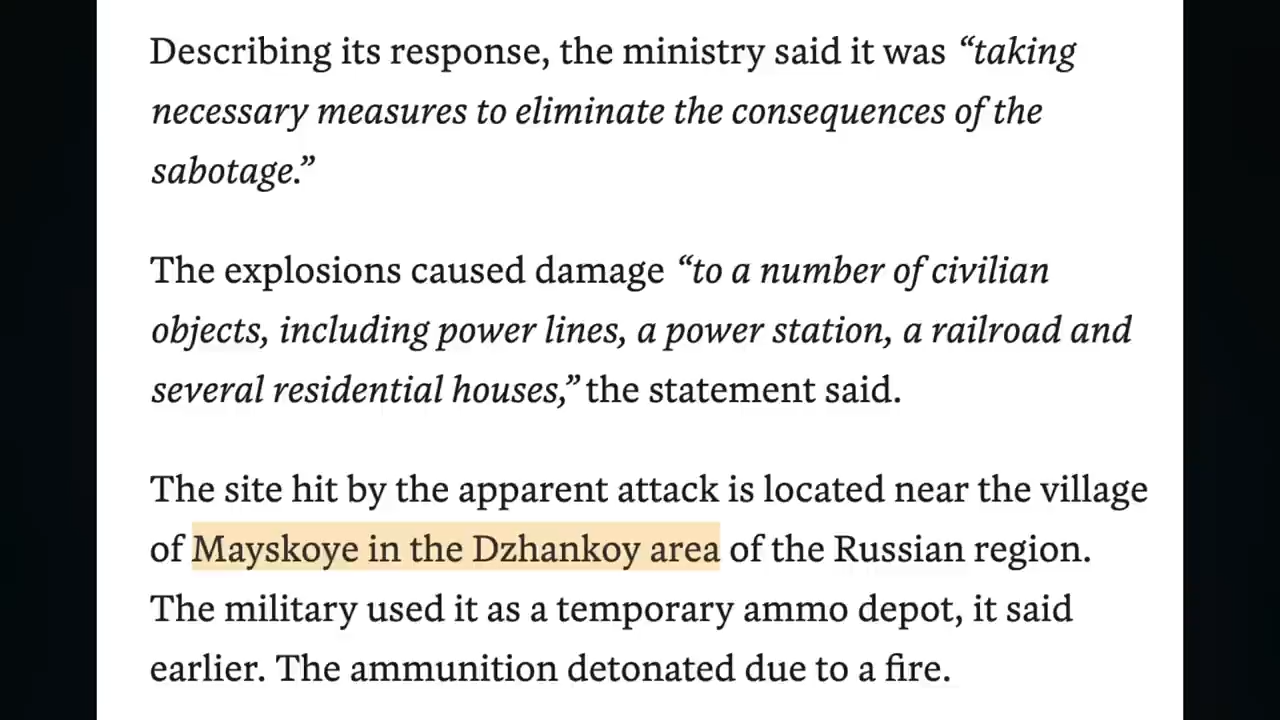 Describing its response, the ministry said it was “taking
necessary measures to eliminate the consequences of the
sabotage.”
The explosions caused damage “to a number of civilian
objects, including power lines, a power station, a railroad and
several residential houses,” the statement said.
The site hit by the apparent attack is located near the village
of Mayskoye in the Dzhankoy area of the Russian region.
The military used it as a temporary ammo depot, it said
earlier. The ammunition detonated due to a fire.